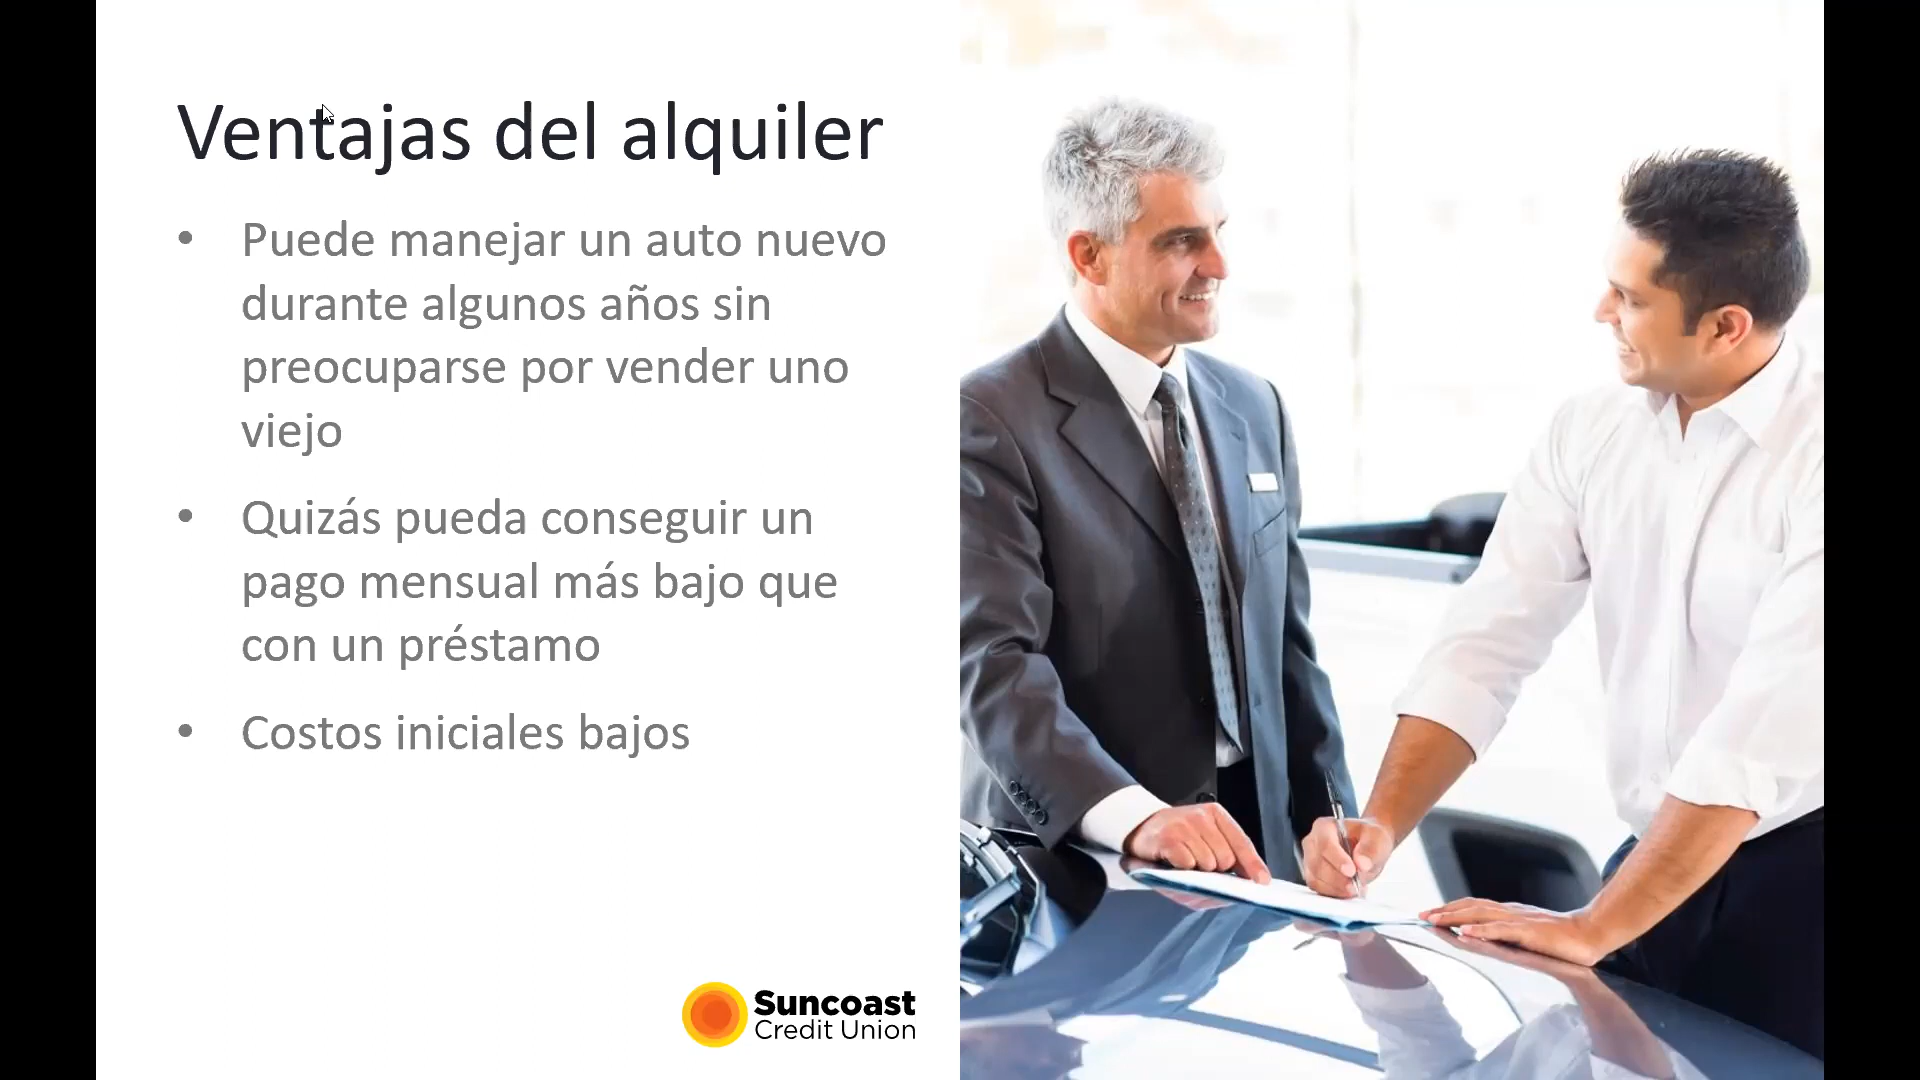 Ventajas del alquiler
• Puede manejar un auto nuevo
durante algunos años sin
preocuparse por vender uno
viejo
• Quizás pueda conseguir un
pago mensual más bajo que
con un préstamo
• Costos iniciales bajos
Suncoast
Credit Union